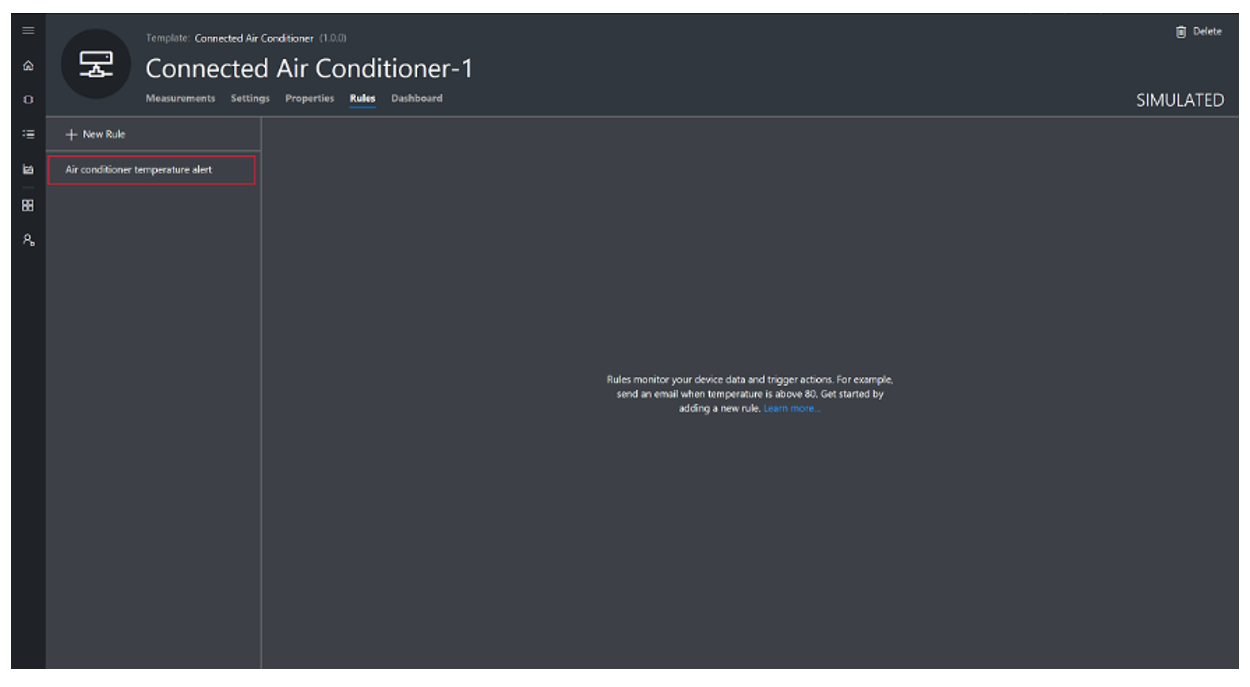 Template: Connected Air Conditioner (1.0.0)
Delete
Connected Air Conditioner-1
Measurements Settings Properties Rules Dashboard
SIMULATED
+ New Rule
Air conditioner temperature alert
Rules monitor your device data and trigger actions. For example,
send an email when temperature is above 80. Get started by
adding a new rule. Learn more...